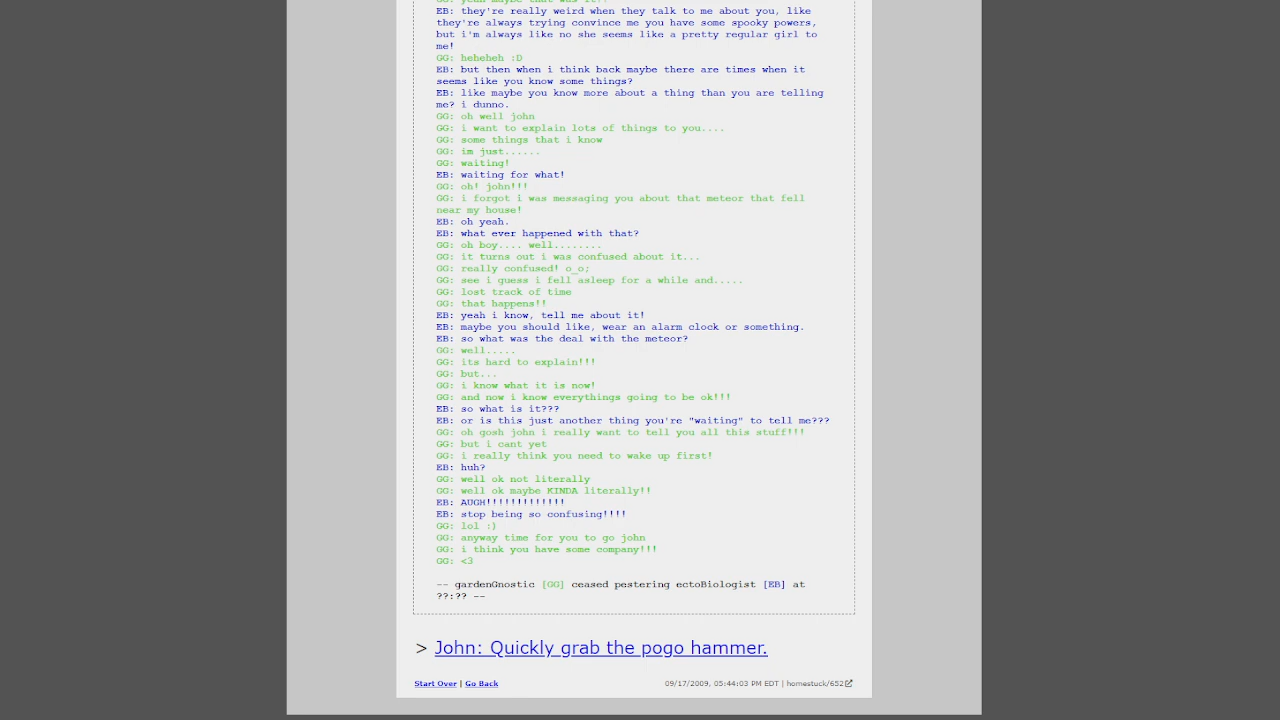 EB: they're really weird when they talk to me about you, like
they're always trying convince me you have some spooky powers,
but i'm always like no she seems like a pretty regular girl to
me!
GG: heheheh :D
EB: but then when i think back maybe there are times when it
seems like you know some things?
EB: like maybe you know more about a thing than you are telling
me? i dunno.
GG: oh well john
GG: i want to explain lots of things to you....
GG: some things that i know
GG: im just......
GG: waiting!
EB: waiting for what!
GG: oh! john!!!
GG: i forgot i was messaging you about that meteor that fell
near my house!
EB: oh yeah.
EB: what ever happened with that?
GG: oh boy.... well........
GG: it turns out i was confused about it...
GG: really confused! o_o;
GG: see i guess i fell asleep for a while and.....
GG: lost track of time
GG: that happens!!
EB: yeah i know, tell me about it!
EB: maybe you should like, wear an alarm clock or something.
EB: so what was the deal with the meteor?
GG: well.....
GG: its hard to explain!!!
GG: but...
GG: i know what it is now!
GG: and now i know everythings going to be ok!!!
EB: so what is it???
EB: or is this just another thing you're "waiting" to tell me???
GG: oh gosh john i really want to tell you all this stuff!!!
GG: but i cant yet
GG: i really think you need to wake up first!
EB: huh?
GG: well ok not literally
GG: well ok maybe KINDA literally!!
EB: AUGH!!!!!!!!!!!!!
EB: stop being so confusing!!!!
GG: lol :)
GG: anyway time for you to go john
GG: i think you have some company!!!
GG: <3
-- gardenGnostic [GG] ceased pestering ectoBiologist [EB] at
??:?? --
> John: Quickly grab the pogo hammer.
Start Over | Go Back 09/17/2009, 05:44:03 PM EDT | homestuck/652